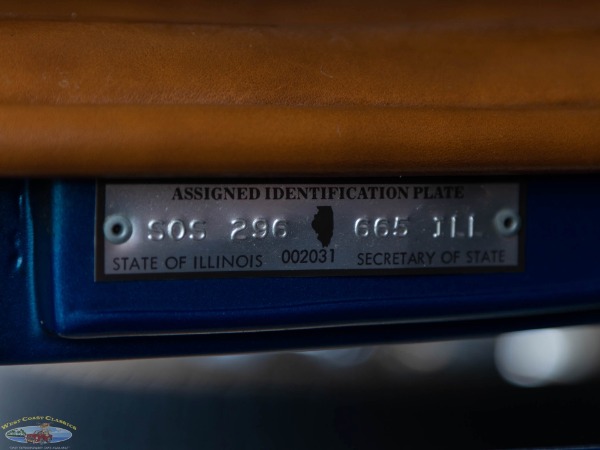 ASSIGNED IDENTIFICATION PLATE
SOS 296 665 ILL
STATE OF ILLINOIS 002031 SECRETARY OF STATE
WEST COAST CLASSICS